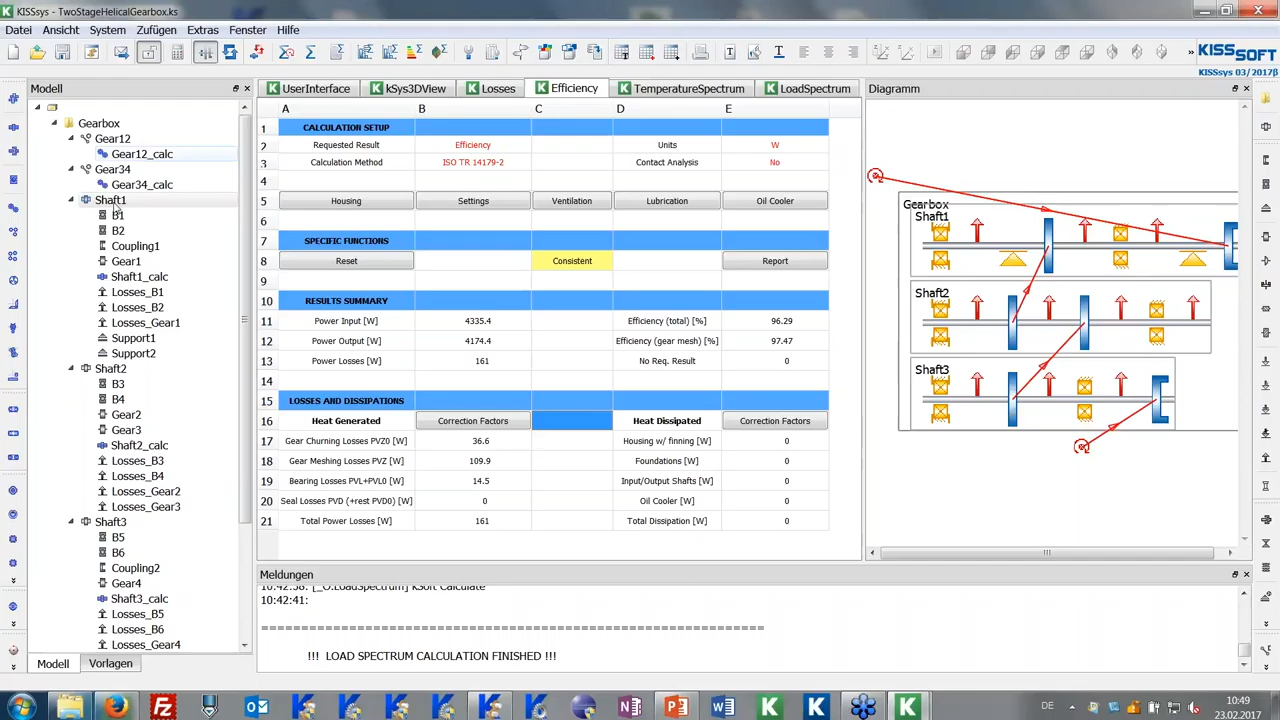 KISSsys - TwoStageHelicalGearbox.ks
Datei Ansicht System Zufügen Extras Fenster Hilfe
KISSSOFT
KISSsys 03/2017β
Modell
Gearbox
Gear12
Gear12_calc
Gear34
Gear34_calc
Shaft1
B1
B2
Coupling1
Gear1
Shaft1_calc
Losses_B1
Losses_B2
Losses_Gear1
Support1
Support2
Shaft2
B3
B4
Gear2
Gear3
Shaft2_calc
Losses_B3
Losses_B4
Losses_Gear2
Losses_Gear3
Shaft3
B5
B6
Coupling2
Gear4
Shaft3_calc
Losses_B5
Losses_B6
Losses_Gear4
Modell Vorlagen
UserInterface kSys3DView Losses Efficiency TemperatureSpectrum LoadSpectrum
A B C D E
1 CALCULATION SETUP
2 Requested Result Efficiency Units W
3 Calculation Method ISO TR 14179-2 Contact Analysis No
4
5 Housing Settings Ventilation Lubrication Oil Cooler
6
7 SPECIFIC FUNCTIONS
8 Reset Consistent Report
9
10 RESULTS SUMMARY
11 Power Input [W] 4335.4 Efficiency (total) [%] 96.29
12 Power Output [W] 4174.4 Efficiency (gear mesh) [%] 97.47
13 Power Losses [W] 161 No Req. Result 0
14
15 LOSSES AND DISSIPATIONS
16 Heat Generated Correction Factors Heat Dissipated Correction Factors
17 Gear Churning Losses PVZ0 [W] 36.6 Housing w/ finning [W] 0
18 Gear Meshing Losses PVZ [W] 109.9 Foundations [W] 0
19 Bearing Losses PVL+PVL0 [W] 14.5 Input/Output Shafts [W] 0
20 Seal Losses PVD (+rest PVD0) [W] 0 Oil Cooler [W] 0
21 Total Power Losses [W] 161 Total Dissipation [W] 0
Diagramm
Gearbox
Shaft1
Shaft2
Shaft3
Meldungen
10:42:38: [_O.LoadSpectrum] KSoft Calculate
10:42:41:
================================================================
!!! LOAD SPECTRUM CALCULATION FINISHED !!!
DE
10:49
23.02.2017